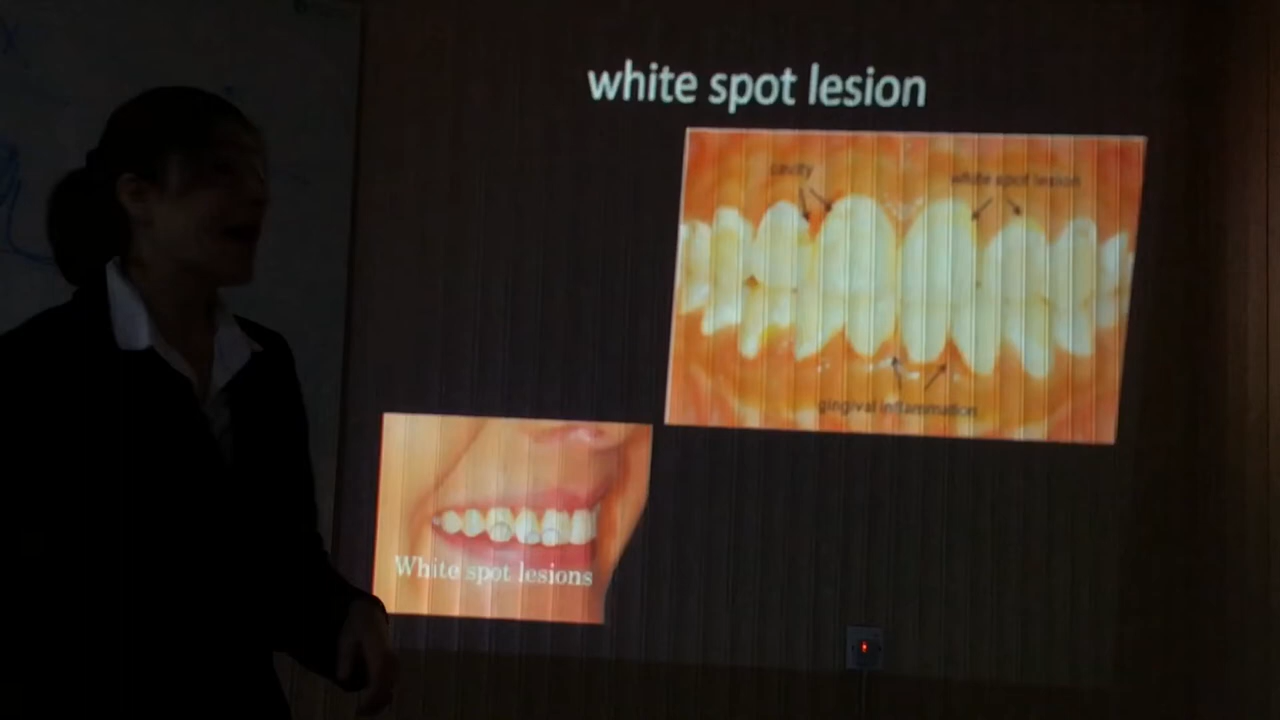 white spot lesion
cavity
white spot lesion
gingival inflammation
White spot lesions